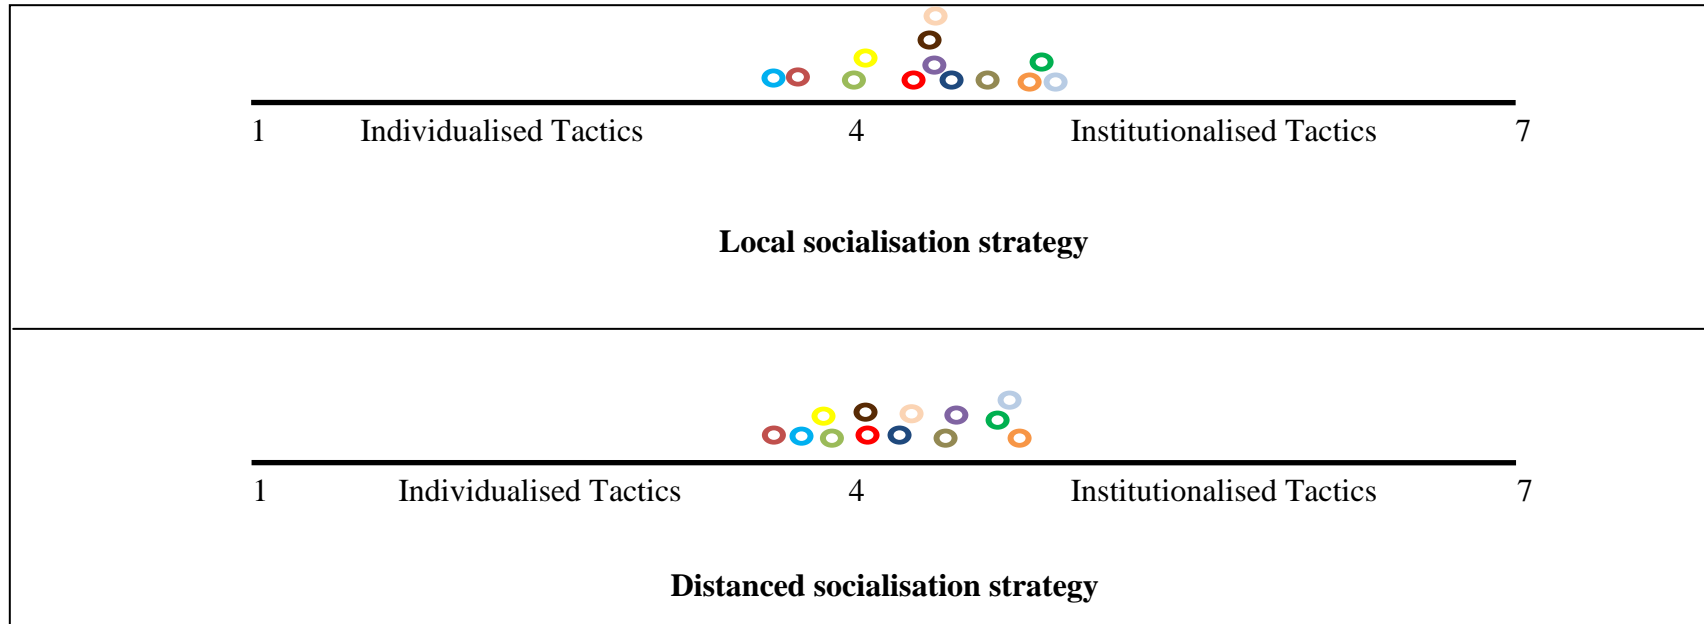 1 Individualised Tactics 4 Institutionalised Tactics 7
Local socialisation strategy
1 Individualised Tactics 4 Institutionalised Tactics 7
Distanced socialisation strategy